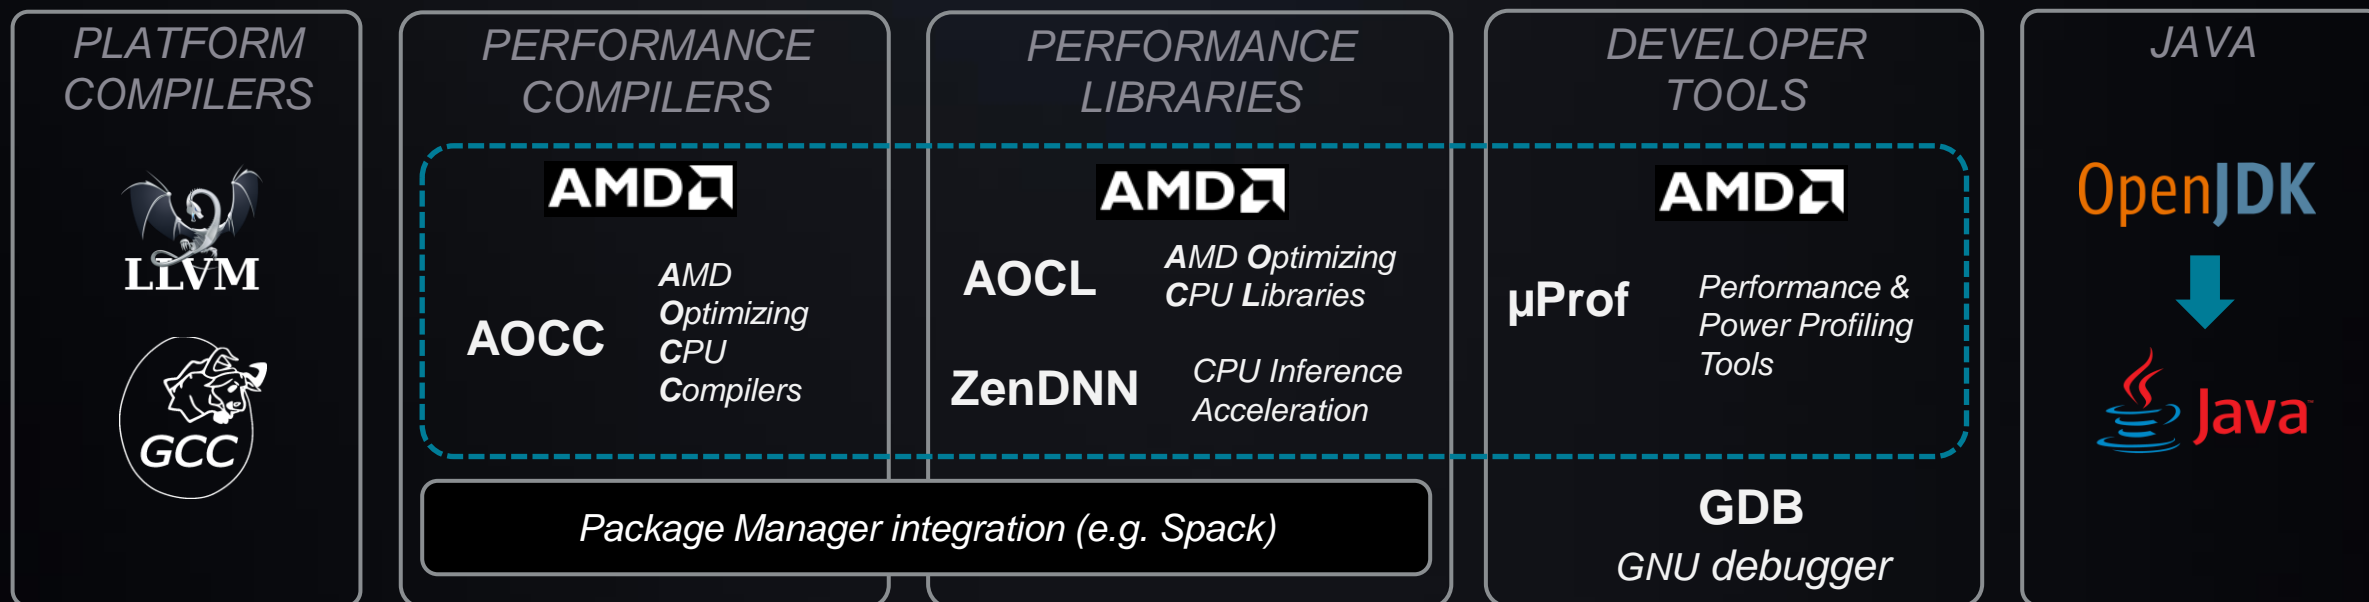 PLATFORM
COMPILERS
LLVM
GCC
PERFORMANCE
COMPILERS
AMD
AOCC
AMD
Optimizing
CPU
Compilers
PERFORMANCE
LIBRARIES
AMD
AOCL
AMD Optimizing
CPU Libraries
ZenDNN
CPU Inference
Acceleration
Package Manager integration (e.g. Spack)
DEVELOPER
TOOLS
AMD
µProf
Performance &
Power Profiling
Tools
GDB
GNU debugger
JAVA
OpenJDK
Java